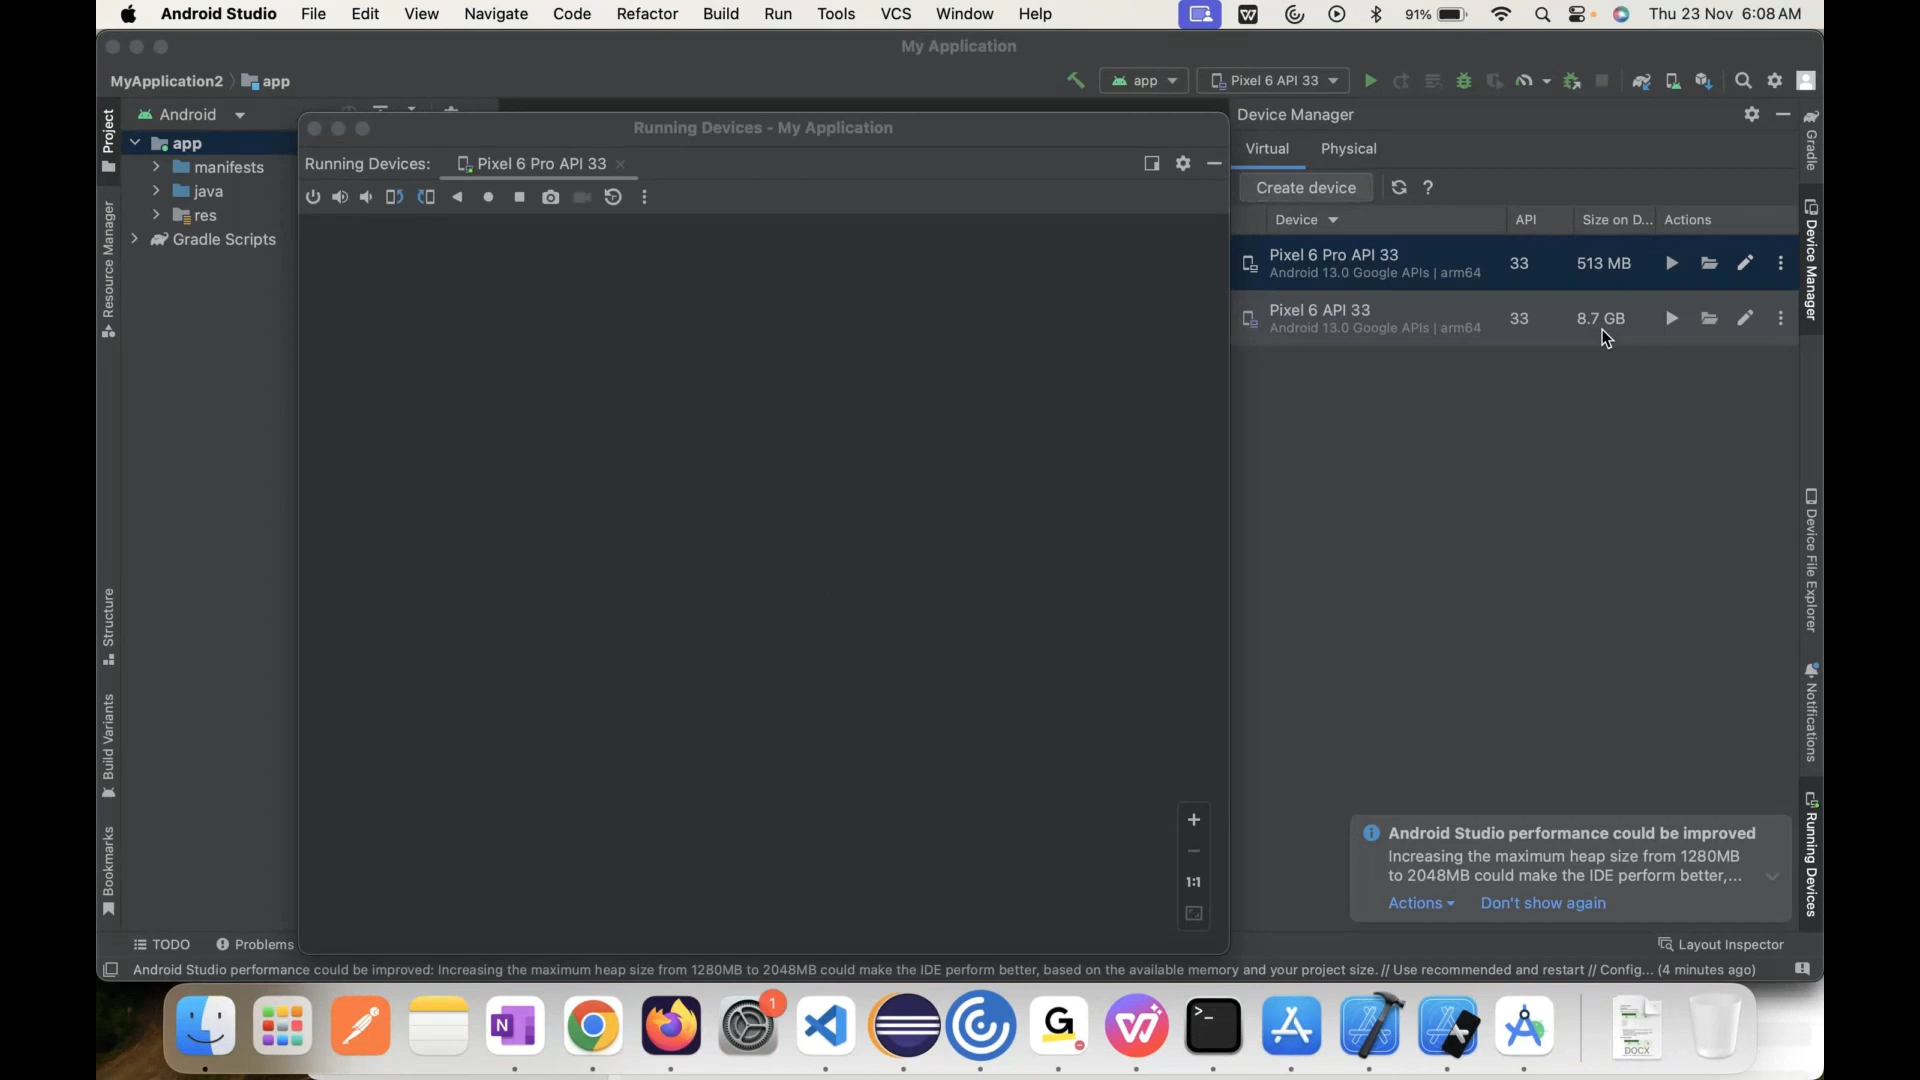 Android Studio File Edit View Navigate Code Refactor Build Run Tools VCS Window Help 91% Thu 23 Nov 6:08 AM
My Application
MyApplication2 app app Pixel 6 API 33
Android
Project
app
manifests
java
res
Gradle Scripts
Resource Manager
Structure
Build Variants
Bookmarks
Running Devices - My Application
Running Devices: Pixel 6 Pro API 33
1:1
Device Manager
Virtual Physical
Create device ?
Device API Size on D... Actions
Pixel 6 Pro API 33
Android 13.0 Google APIs | arm64
33 513 MB
Pixel 6 API 33
Android 13.0 Google APIs | arm64
33 8.7 GB
Gradle
Device Manager
Device File Explorer
Notifications
Running Devices
Android Studio performance could be improved
Increasing the maximum heap size from 1280MB
to 2048MB could make the IDE perform better,...
Actions Don't show again
TODO Problems Layout Inspector
Android Studio performance could be improved: Increasing the maximum heap size from 1280MB to 2048MB could make the IDE perform better, based on the available memory and your project size. // Use recommended and restart // Config... (4 minutes ago)
N 1 G W >_ DOCX